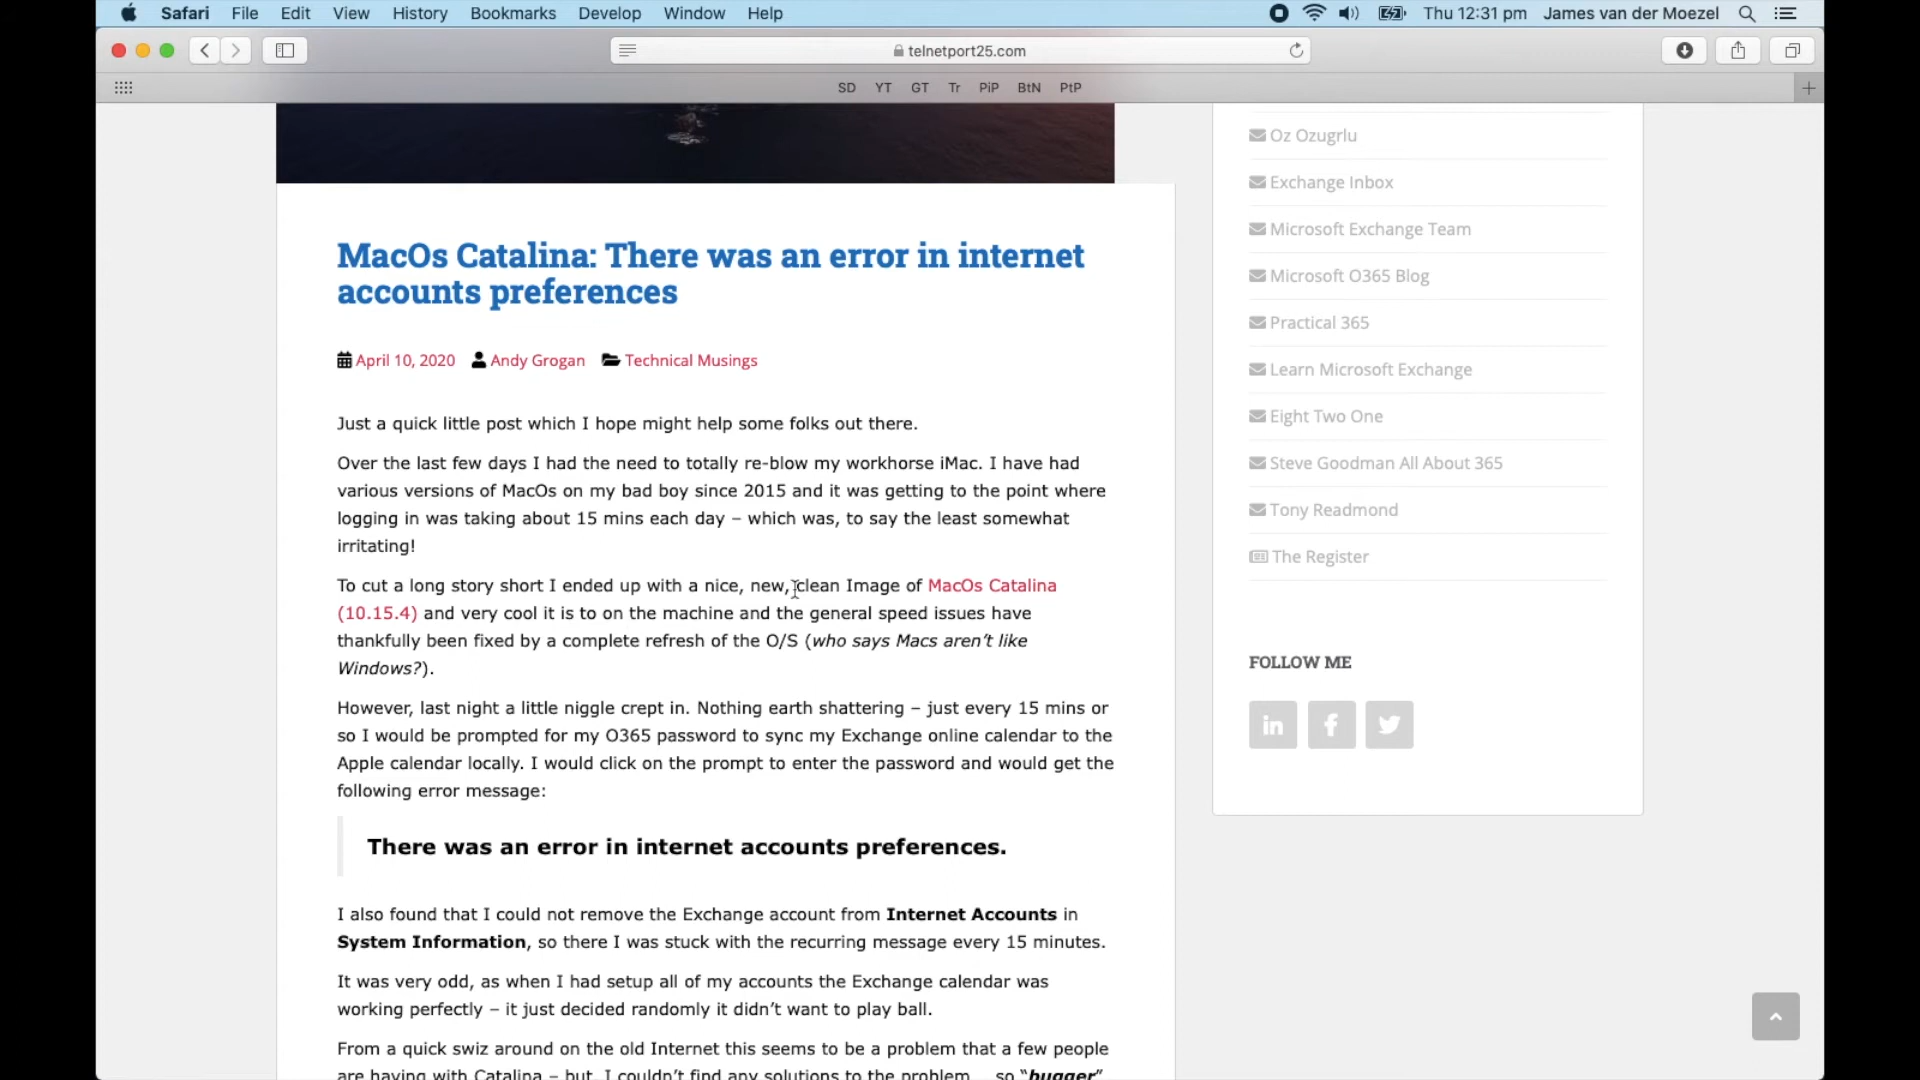 Safari File Edit View History Bookmarks Develop Window Help Thu 12:31 pm James van der Moezel
telnetport25.com
SD YT GT Tr PiP BtN PtP
MacOs Catalina: There was an error in internet
accounts preferences
April 10, 2020 Andy Grogan Technical Musings
Just a quick little post which I hope might help some folks out there.
Over the last few days I had the need to totally re-blow my workhorse iMac. I have had
various versions of MacOs on my bad boy since 2015 and it was getting to the point where
logging in was taking about 15 mins each day – which was, to say the least somewhat
irritating!
To cut a long story short I ended up with a nice, new, clean Image of MacOs Catalina
(10.15.4) and very cool it is to on the machine and the general speed issues have
thankfully been fixed by a complete refresh of the O/S (who says Macs aren't like
Windows?).
However, last night a little niggle crept in. Nothing earth shattering – just every 15 mins or
so I would be prompted for my O365 password to sync my Exchange online calendar to the
Apple calendar locally. I would click on the prompt to enter the password and would get the
following error message:
There was an error in internet accounts preferences.
I also found that I could not remove the Exchange account from Internet Accounts in
System Information, so there I was stuck with the recurring message every 15 minutes.
It was very odd, as when I had setup all of my accounts the Exchange calendar was
working perfectly – it just decided randomly it didn't want to play ball.
From a quick swiz around on the old Internet this seems to be a problem that a few people
are having with Catalina – but, I couldn't find any solutions to the problem... so "bugger"
Oz Ozugrlu
Exchange Inbox
Microsoft Exchange Team
Microsoft O365 Blog
Practical 365
Learn Microsoft Exchange
Eight Two One
Steve Goodman All About 365
Tony Readmond
The Register
FOLLOW ME